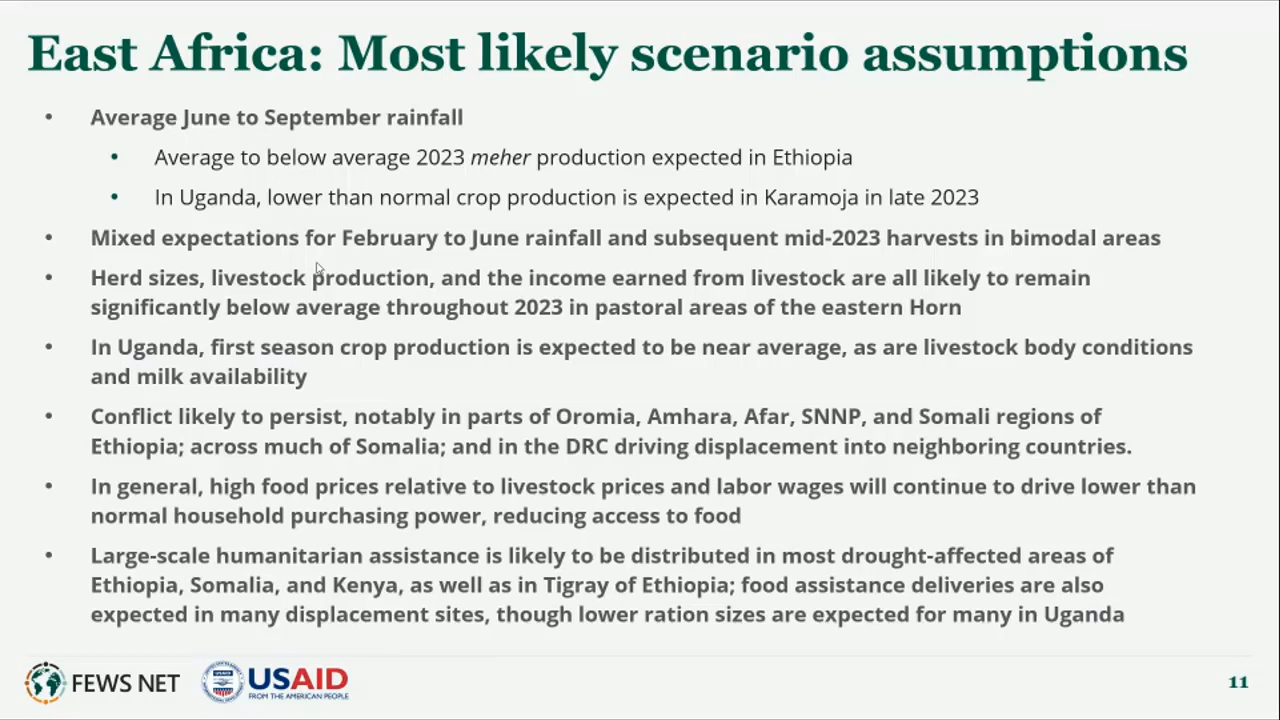 East Africa: Most likely scenario assumptions
• Average June to September rainfall
• Average to below average 2023 meher production expected in Ethiopia
• In Uganda, lower than normal crop production is expected in Karamoja in late 2023
• Mixed expectations for February to June rainfall and subsequent mid-2023 harvests in bimodal areas
• Herd sizes, livestock production, and the income earned from livestock are all likely to remain
significantly below average throughout 2023 in pastoral areas of the eastern Horn
• In Uganda, first season crop production is expected to be near average, as are livestock body conditions
and milk availability
• Conflict likely to persist, notably in parts of Oromia, Amhara, Afar, SNNP, and Somali regions of
Ethiopia; across much of Somalia; and in the DRC driving displacement into neighboring countries.
• In general, high food prices relative to livestock prices and labor wages will continue to drive lower than
normal household purchasing power, reducing access to food
• Large-scale humanitarian assistance is likely to be distributed in most drought-affected areas of
Ethiopia, Somalia, and Kenya, as well as in Tigray of Ethiopia; food assistance deliveries are also
expected in many displacement sites, though lower ration sizes are expected for many in Uganda
FEWS NET
USAID
FROM THE AMERICAN PEOPLE
11